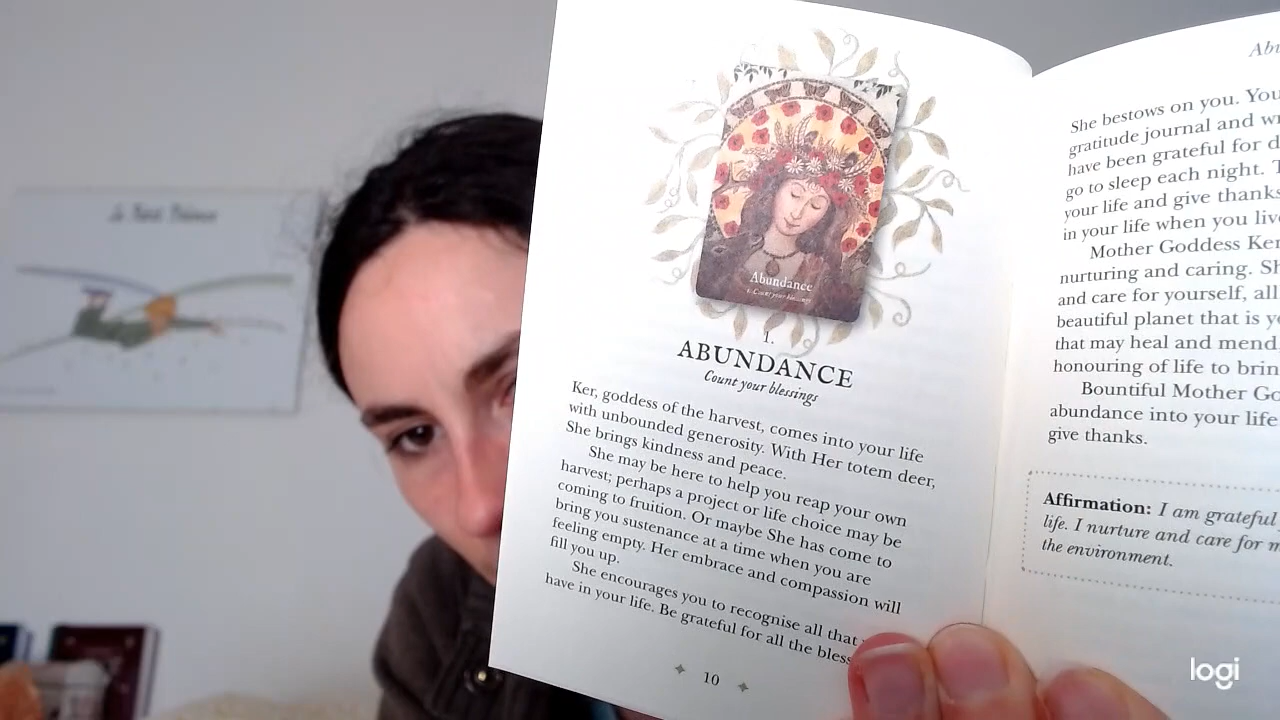 Abundance
1. Count your blessings
1.
ABUNDANCE
Count your blessings
Ker, goddess of the harvest, comes into your life
with unbounded generosity. With Her totem deer,
She brings kindness and peace.
She may be here to help you reap your own
harvest; perhaps a project or life choice may be
coming to fruition. Or maybe She has come to
bring you sustenance at a time when you are
feeling empty. Her embrace and compassion will
fill you up.
She encourages you to recognise all that
have in your life. Be grateful for all the bless
10
Abu
She bestows on you. You
gratitude journal and wr
have been grateful for d
go to sleep each night. T
your life and give thanks
in your life when you live
Mother Goddess Ker
nurturing and caring. Sh
and care for yourself, all
beautiful planet that is yo
that may heal and mend.
honouring of life to brin
Bountiful Mother Go
abundance into your life
give thanks.
Affirmation: I am grateful
life. I nurture and care for m
the environment.
logi